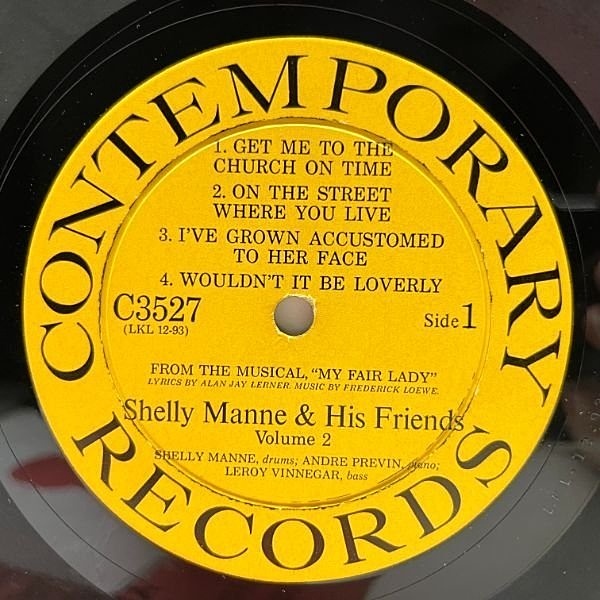 CONTEMPORARY
RECORDS
1. GET ME TO THE
CHURCH ON TIME
2. ON THE STREET
WHERE YOU LIVE
3. I'VE GROWN ACCUSTOMED
TO HER FACE
4. WOULDN'T IT BE LOVERLY
C3527
(LKL 12-93)
Side 1
FROM THE MUSICAL, "MY FAIR LADY"
LYRICS BY ALAN JAY LERNER. MUSIC BY FREDERICK LOEWE.
Shelly Manne & His Friends
Volume 2
SHELLY MANNE, drums; ANDRE PREVIN, piano;
LEROY VINNEGAR, bass